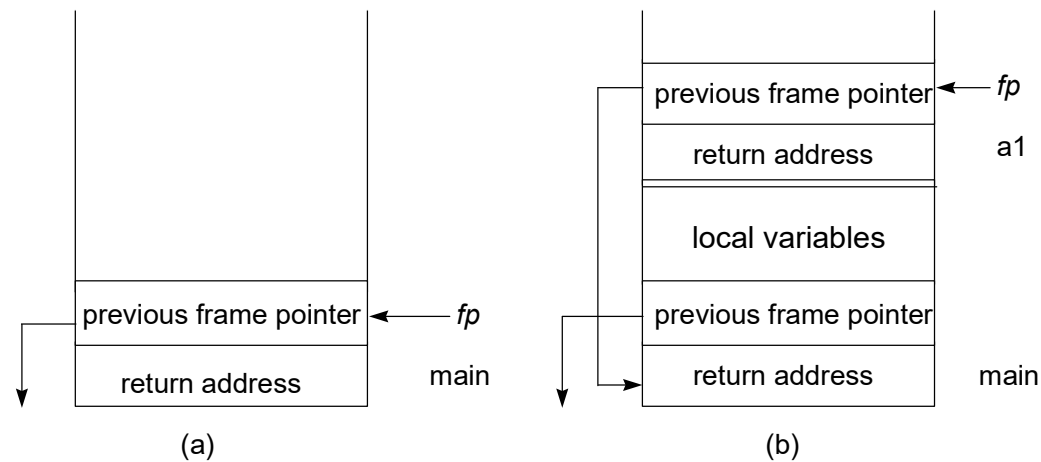 previous frame pointer
fp
return address
main
(a)
previous frame pointer
fp
return address
a1
local variables
previous frame pointer
return address
main
(b)